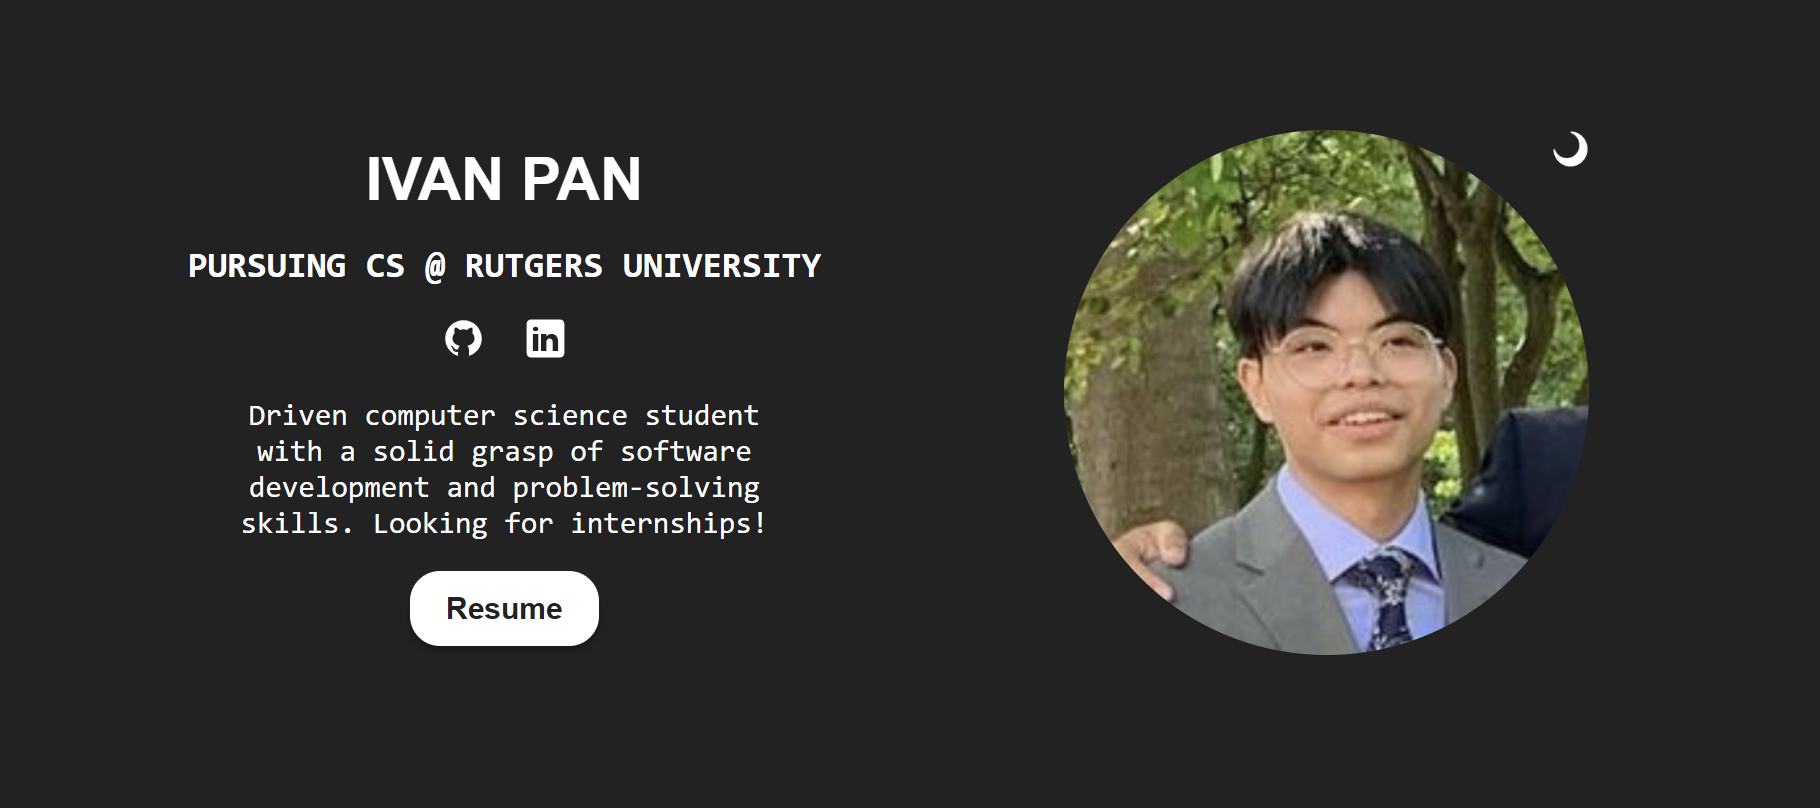 IVAN PAN
PURSUING CS @ RUTGERS UNIVERSITY
in
Driven computer science student
with a solid grasp of software
development and problem-solving
skills. Looking for internships!
Resume